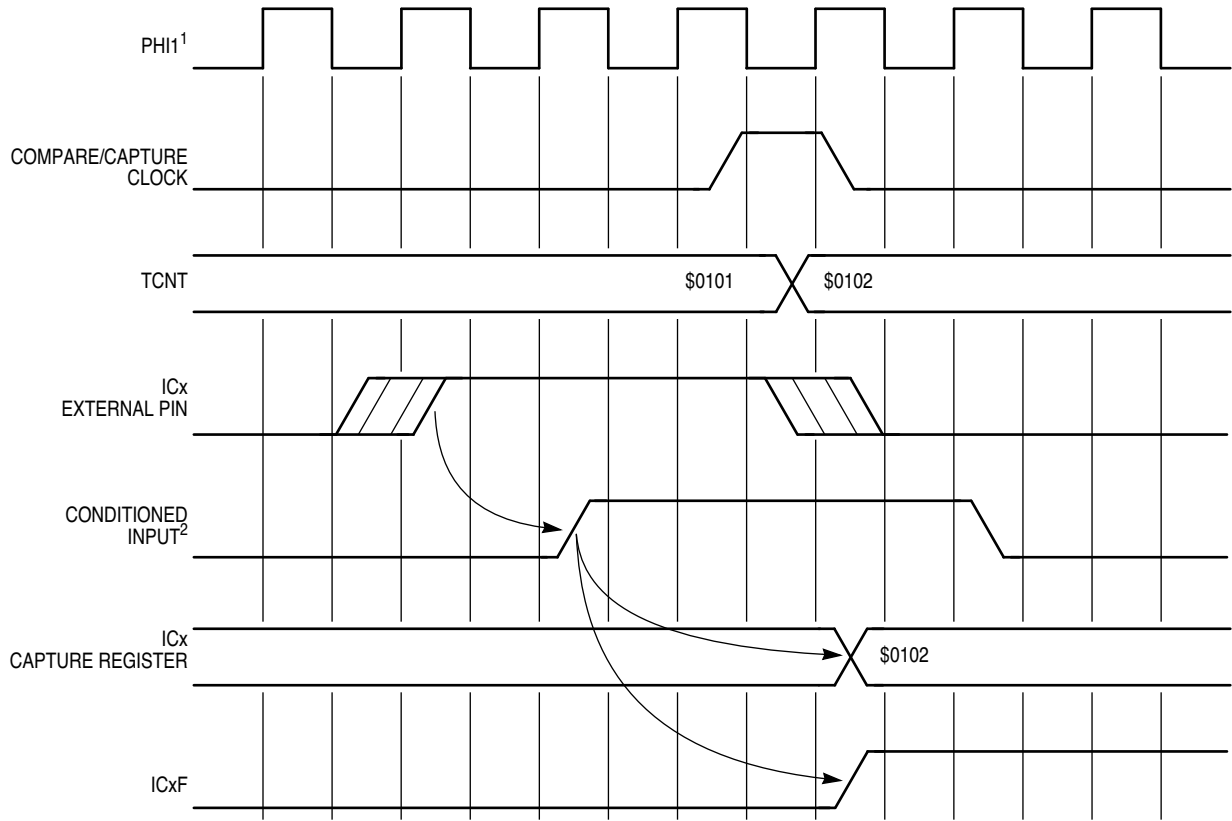 PHI1¹
COMPARE/CAPTURE
CLOCK
TCNT
$0101
$0102
ICx
EXTERNAL PIN
CONDITIONED
INPUT²
ICx
CAPTURE REGISTER
$0102
ICxF